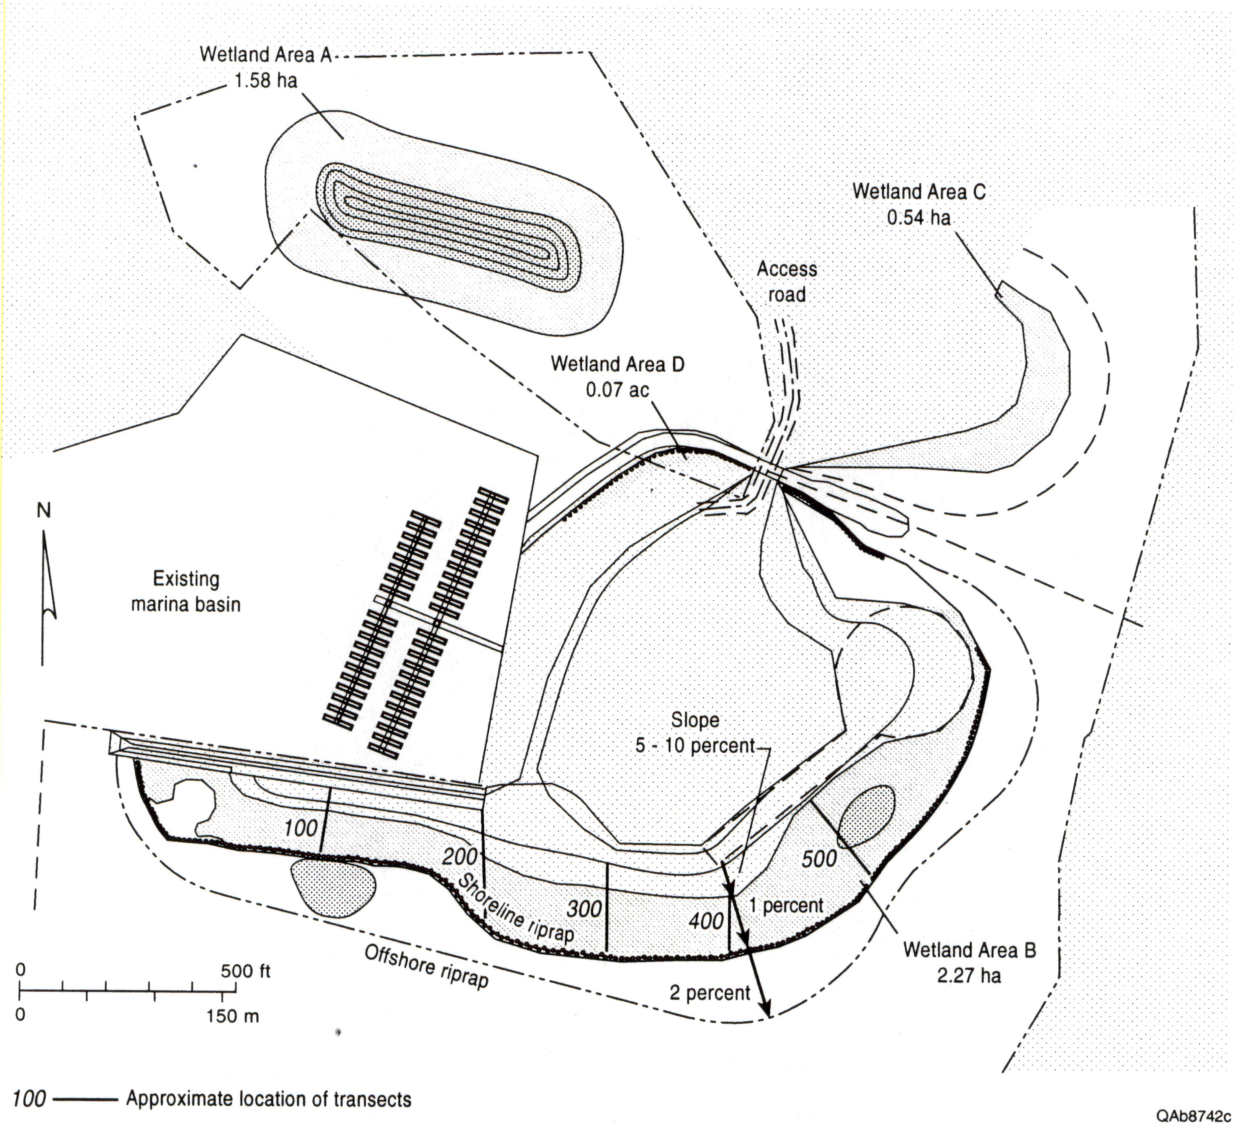 Wetland Area A
1.58 ha
Wetland Area C
0.54 ha
Access
road
Wetland Area D
0.07 ac
N
Existing
marina basin
Slope
5 - 10 percent
100
200
300
400
500
Shoreline riprap
1 percent
Offshore riprap
2 percent
Wetland Area B
2.27 ha
0 500 ft
0 150 m
100 Approximate location of transects
QAb8742c